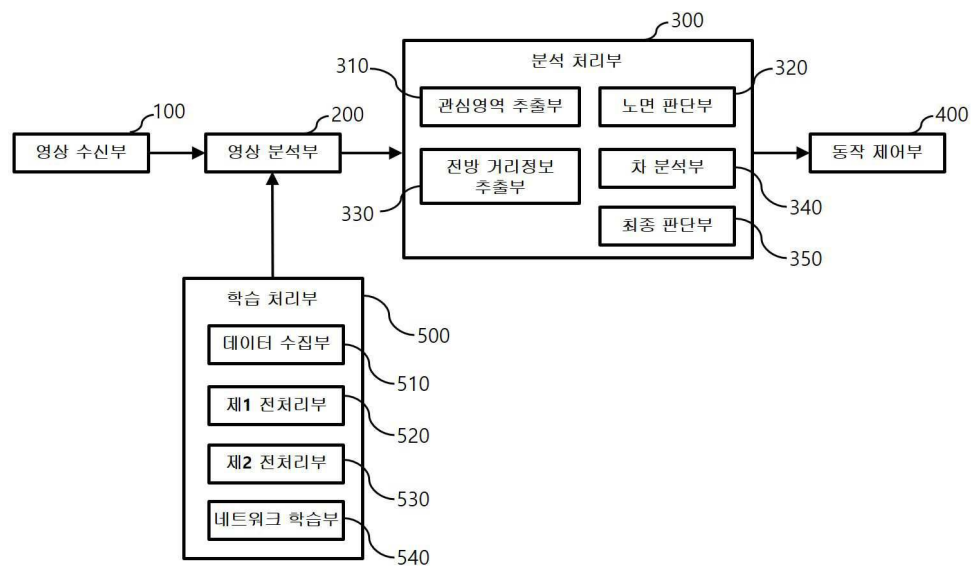 300
분석 처리부
310
320
관심영역 추출부
노면 판단부
100
200
400
영상 수신부
영상 분석부
동작 제어부
전방 거리정보
추출부
차 분석부
330
340
최종 판단부
350
학습 처리부
500
데이터 수집부
510
제1 전처리부
520
제2 전처리부
530
네트워크 학습부
540